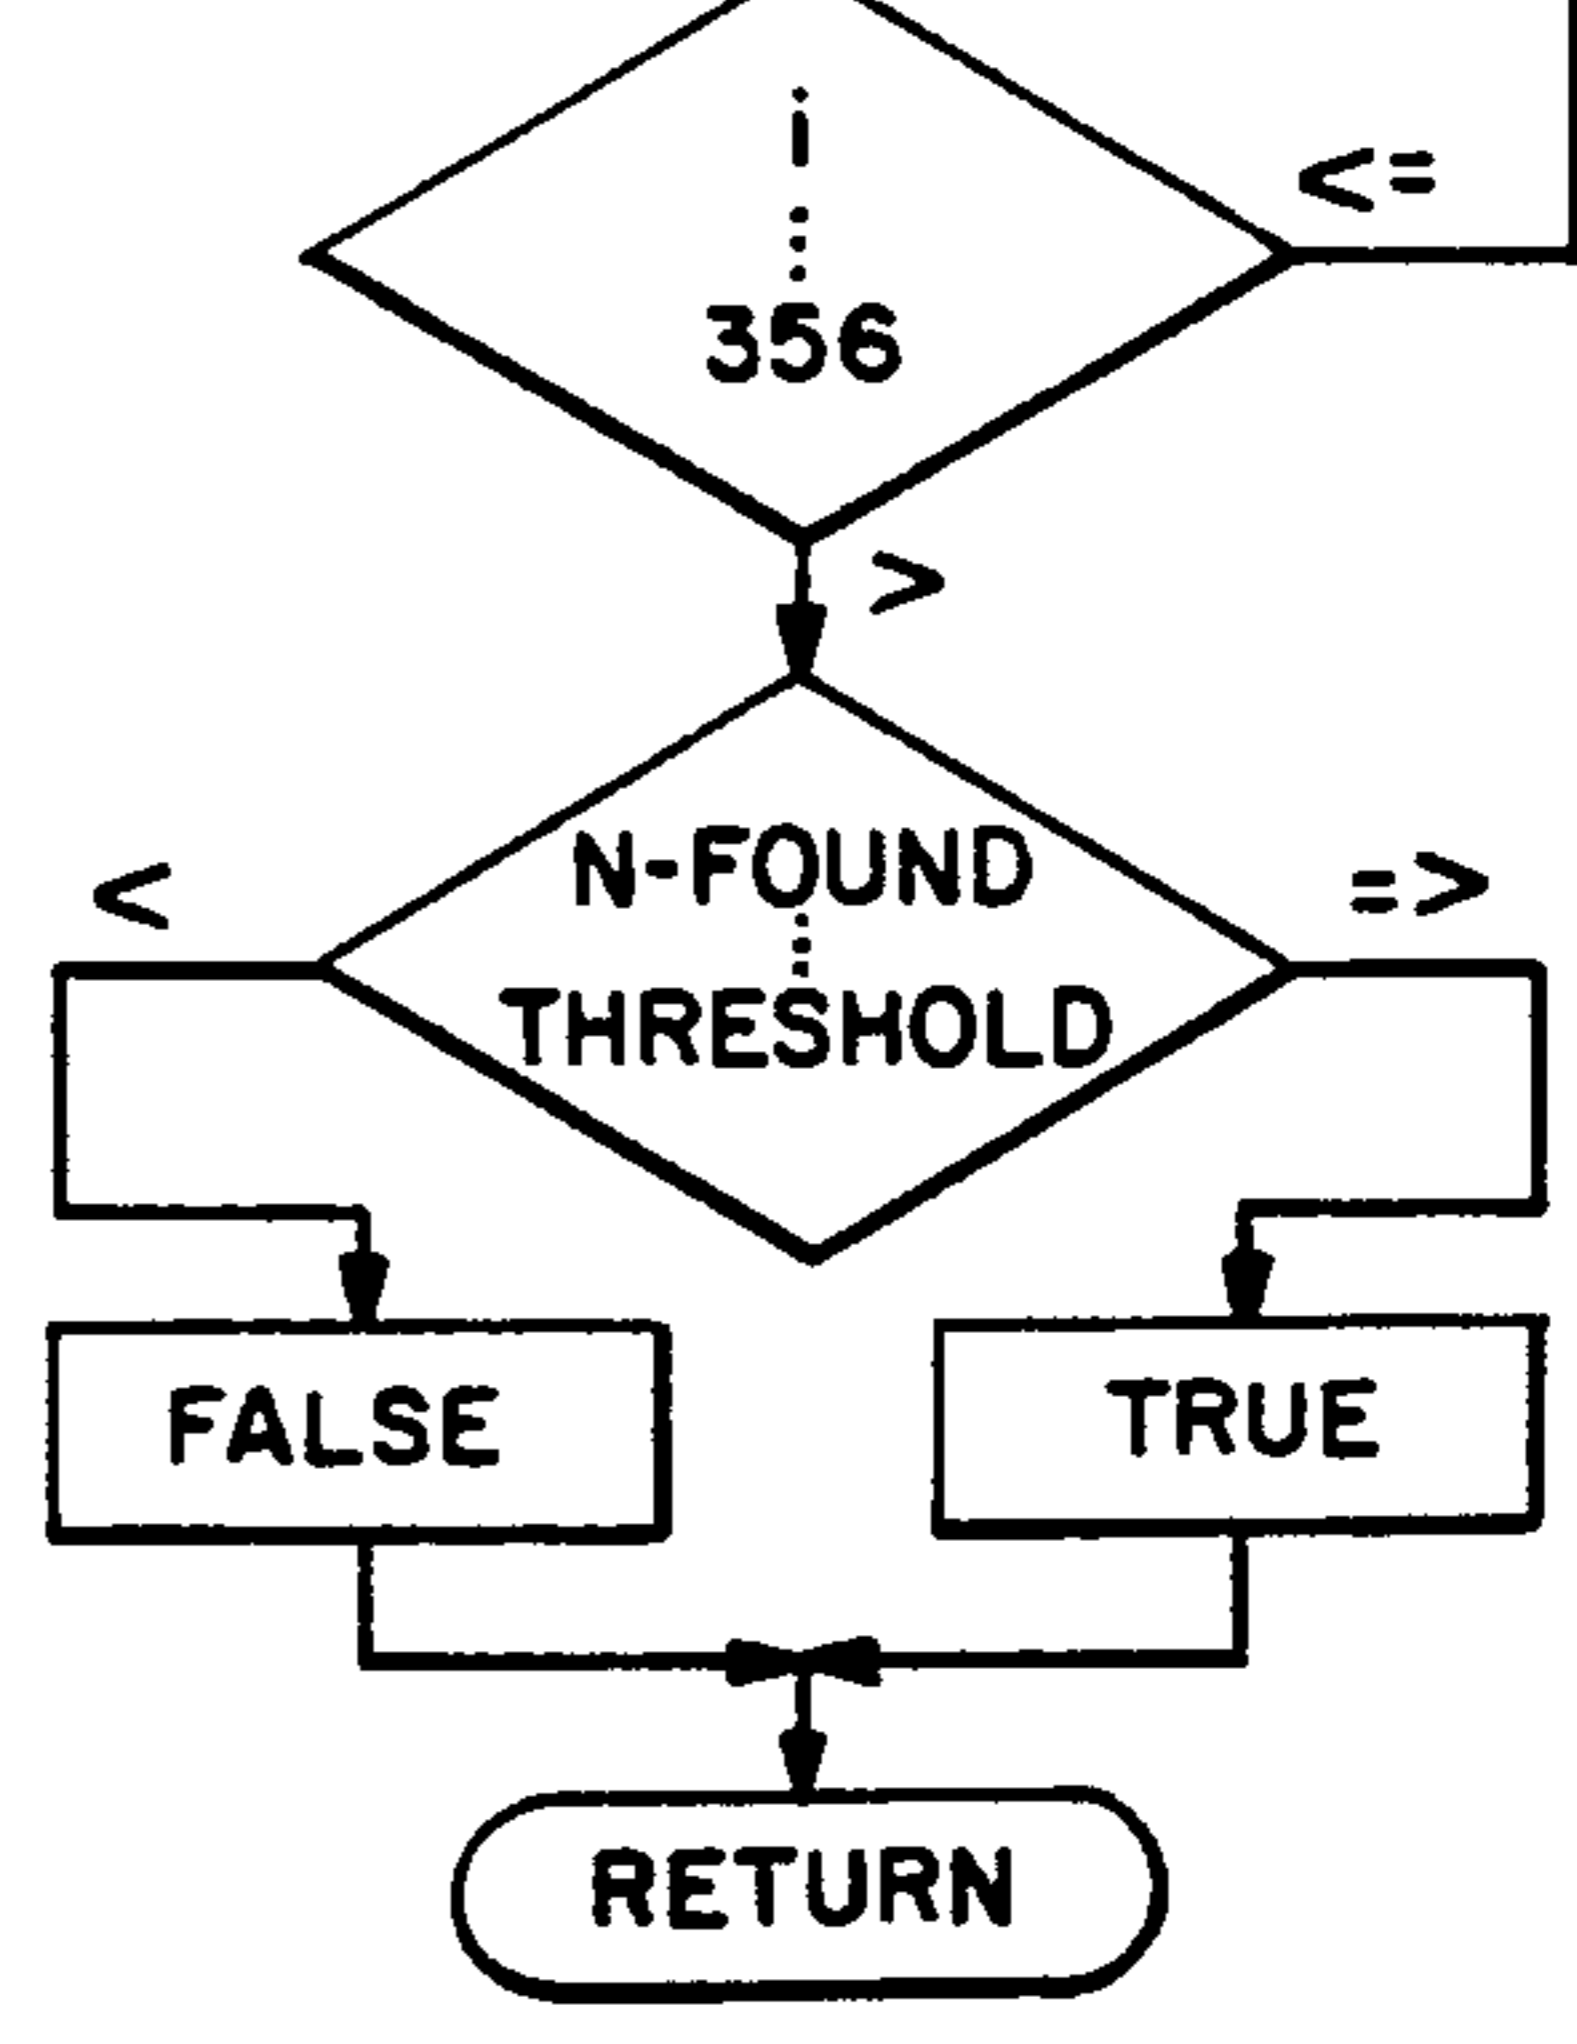 i
:
356
<=
>
N-FOUND
:
THRESHOLD
<
=>
FALSE
TRUE
RETURN